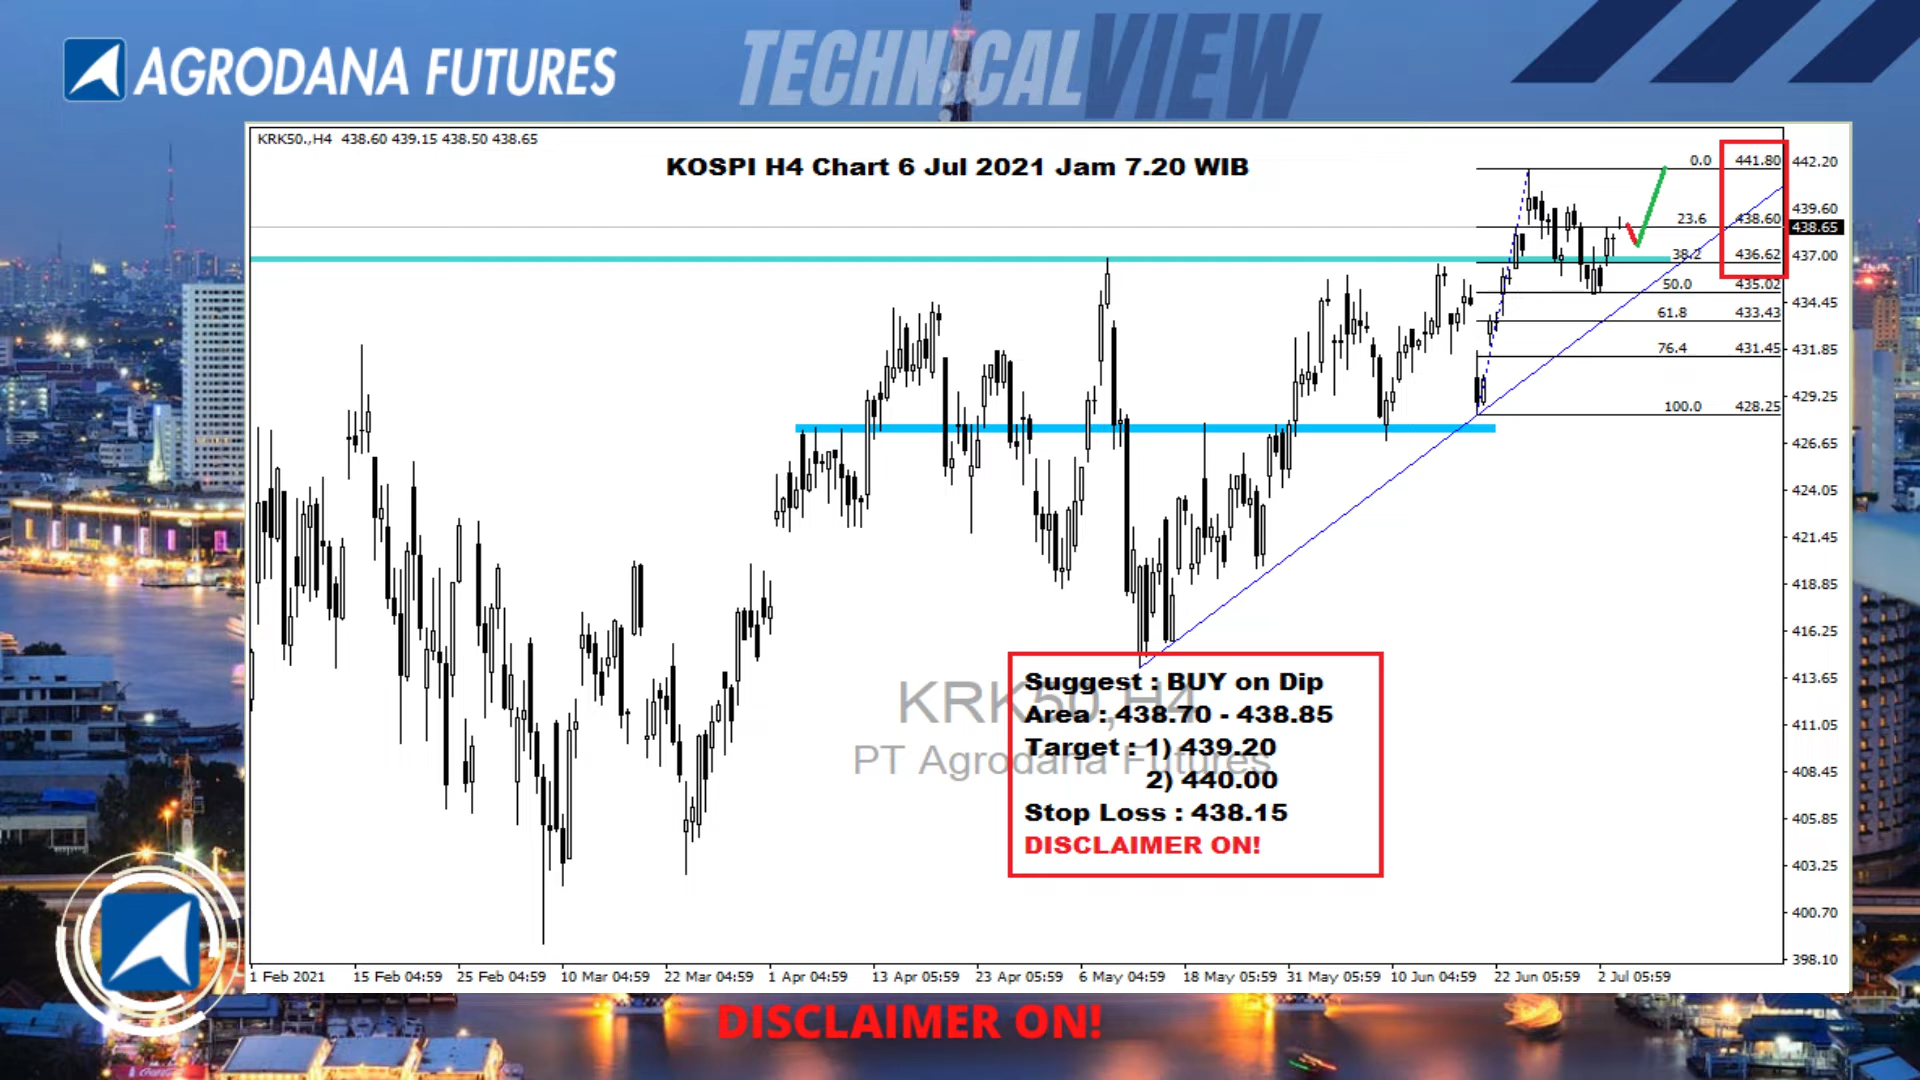 AGRODANA FUTURES
TECHNICAL VIEW
KRK50.,H4 438.60 439.15 438.50 438.65
KOSPI H4 Chart 6 Jul 2021 Jam 7.20 WIB
0.0 441.80
23.6 438.60
38.2 436.62
50.0 435.02
61.8 433.43
76.4 431.45
100.0 428.25
442.20
439.60
438.65
437.00
434.45
431.85
429.25
426.65
424.05
421.45
418.85
416.25
413.65
411.05
408.45
405.85
403.25
400.70
398.10
KRK50,H4
PT Agrodana Futures
Suggest : BUY on Dip
Area : 438.70 - 438.85
Target : 1) 439.20
2) 440.00
Stop Loss : 438.15
DISCLAIMER ON!
1 Feb 2021 15 Feb 04:59 25 Feb 04:59 10 Mar 04:59 22 Mar 04:59 1 Apr 04:59 13 Apr 05:59 23 Apr 05:59 6 May 04:59 18 May 05:59 31 May 05:59 10 Jun 04:59 22 Jun 05:59 2 Jul 05:59
DISCLAIMER ON!